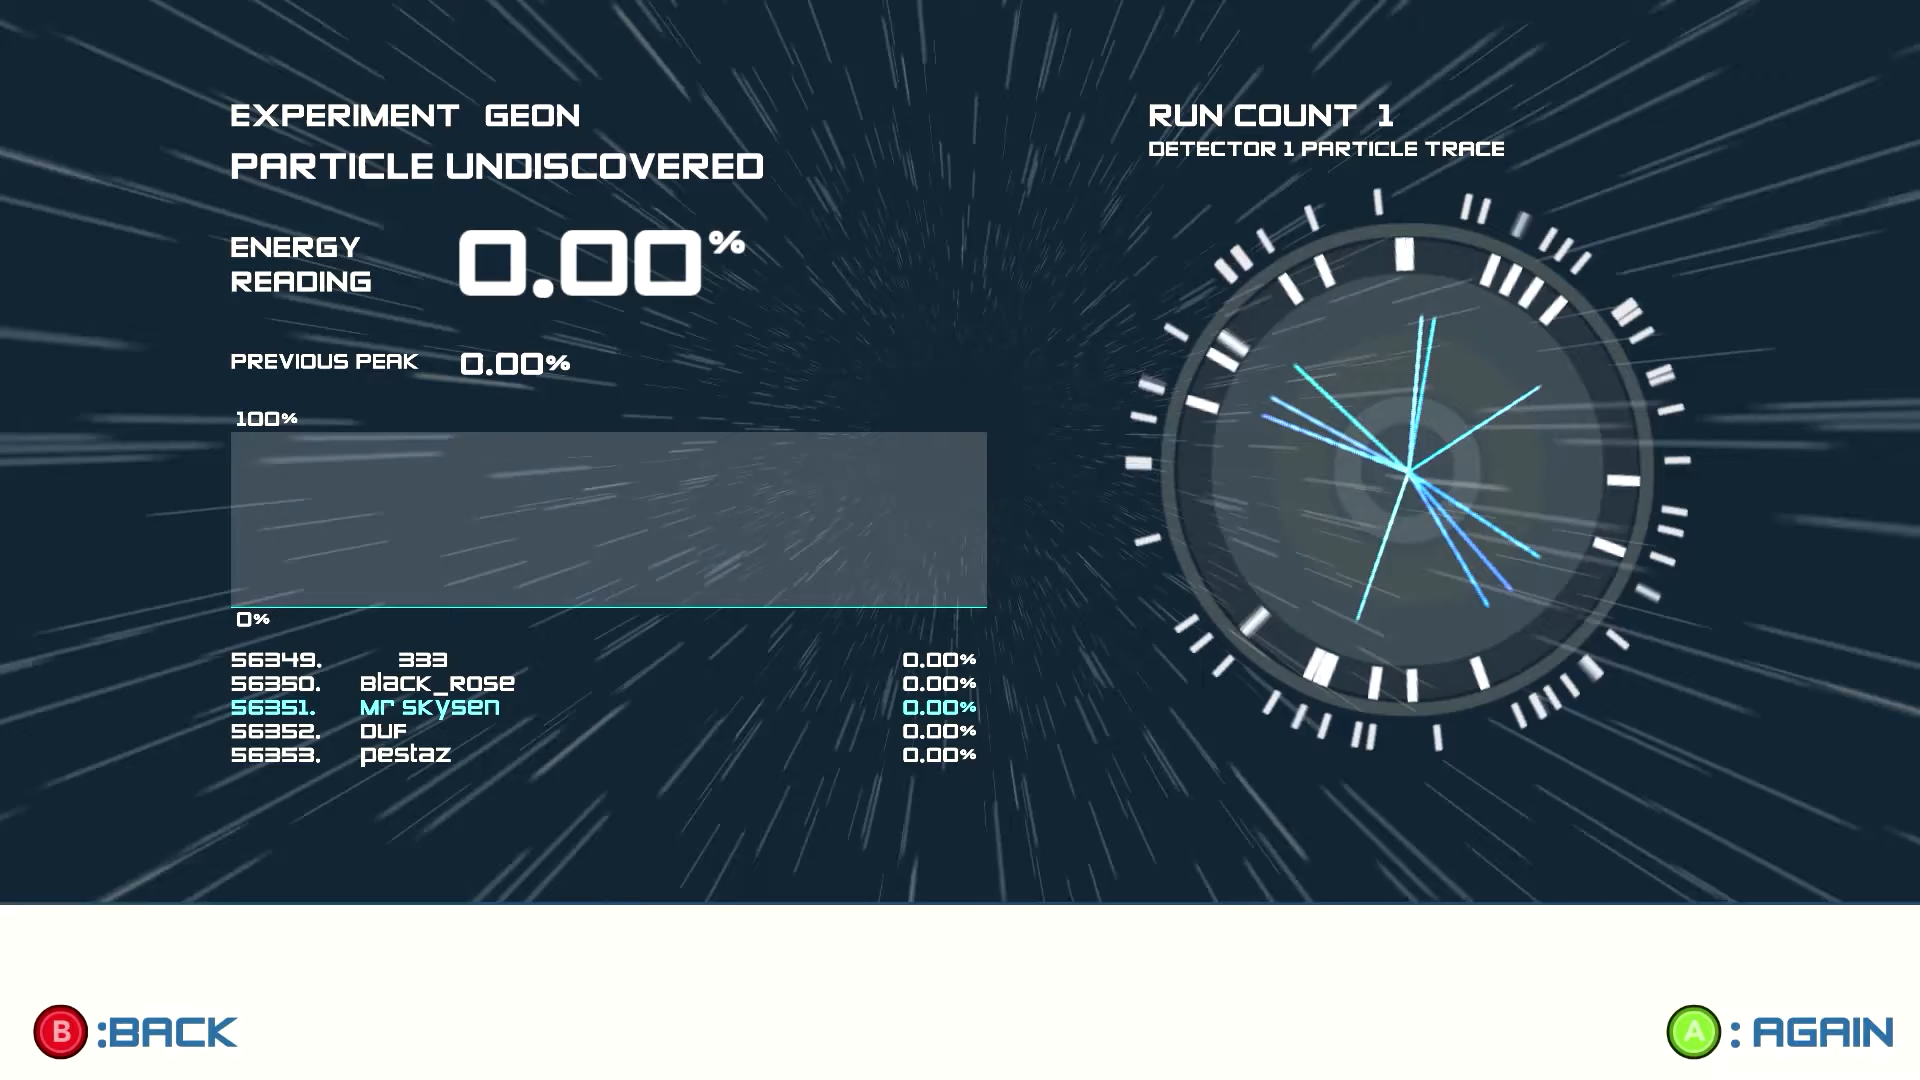 EXPERIMENT GEON
PARTICLE UNDISCOVERED
ENERGY READING 0.00%
PREVIOUS PEAK 0.00%
100%
0%
56349. 333 0.00%
56350. Black_Rose 0.00%
56351. Mr Skysen 0.00%
56352. DUF 0.00%
56353. pestaz 0.00%
RUN COUNT 1
DETECTOR 1 PARTICLE TRACE
B :BACK
A : AGAIN